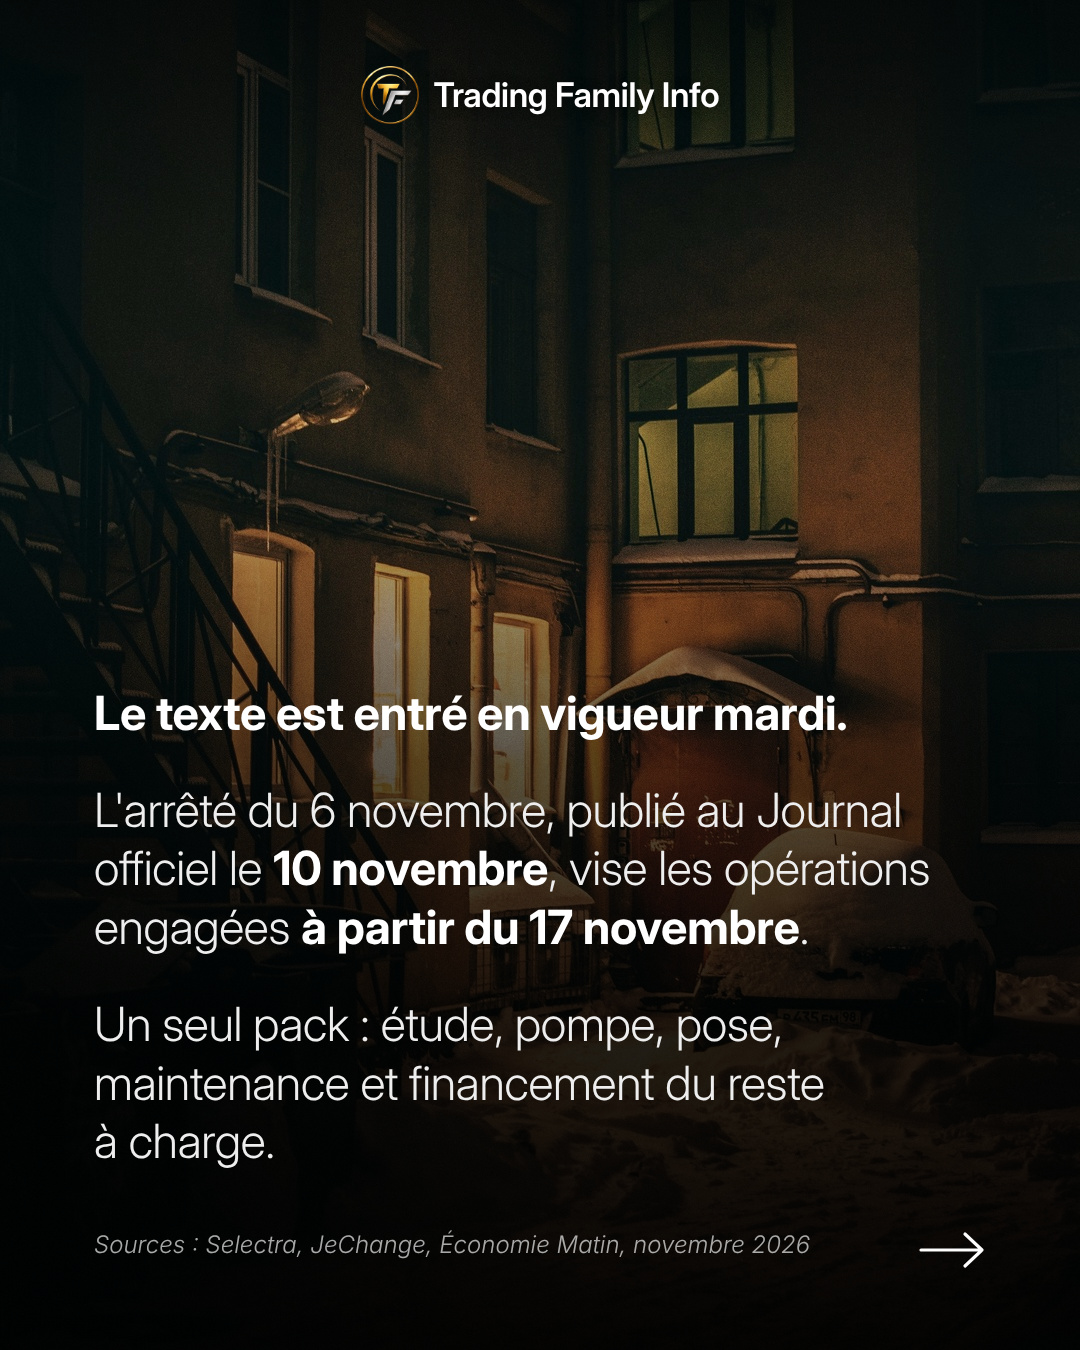 TF
Trading Family Info
Le texte est entré en vigueur mardi.
L'arrêté du 6 novembre, publié au Journal
officiel le 10 novembre, vise les opérations
engagées à partir du 17 novembre.
Un seul pack : étude, pompe, pose,
maintenance et financement du reste
à charge.
Sources : Selectra, JeChange, Économie Matin, novembre 2026